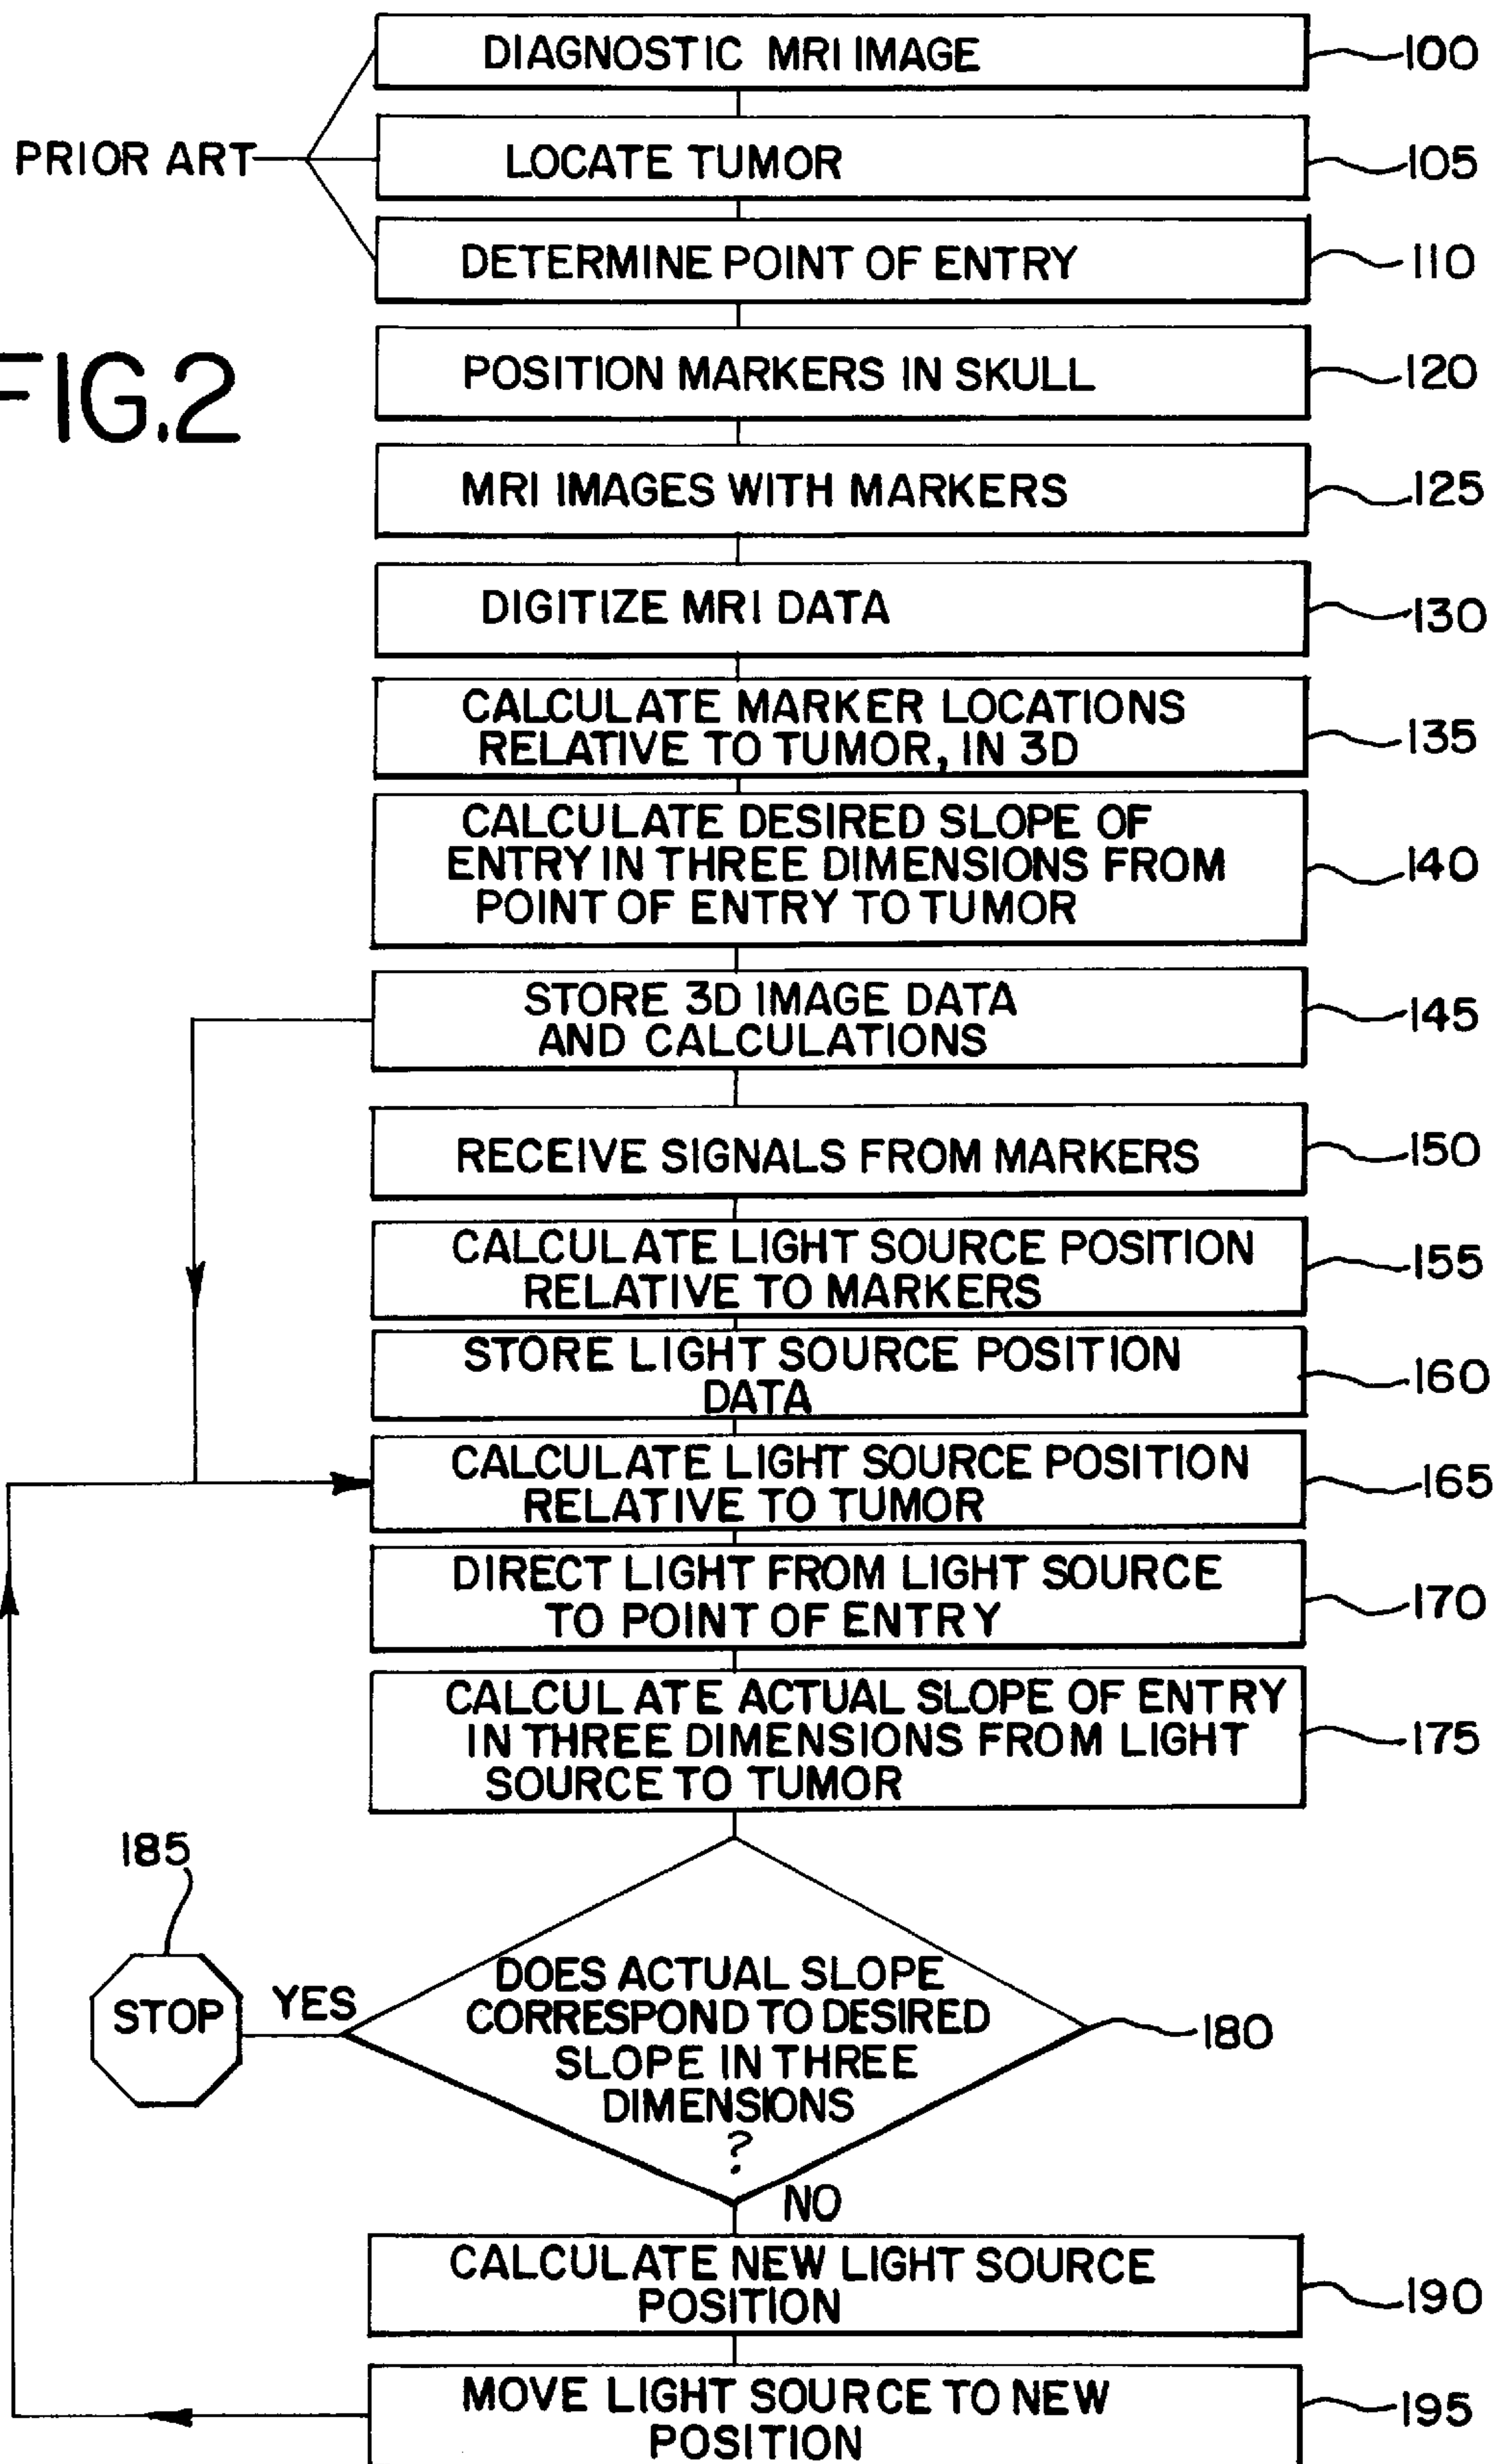 DIAGNOSTIC MRI IMAGE
100
PRIOR ART
LOCATE TUMOR
105
DETERMINE POINT OF ENTRY
110
FIG.2
POSITION MARKERS IN SKULL
120
MRI IMAGES WITH MARKERS
125
DIGITIZE MRI DATA
130
CALCULATE MARKER LOCATIONS
RELATIVE TO TUMOR, IN 3D
135
CALCULATE DESIRED SLOPE OF
ENTRY IN THREE DIMENSIONS FROM
POINT OF ENTRY TO TUMOR
140
STORE 3D IMAGE DATA
AND CALCULATIONS
145
RECEIVE SIGNALS FROM MARKERS
150
CALCULATE LIGHT SOURCE POSITION
RELATIVE TO MARKERS
155
STORE LIGHT SOURCE POSITION
DATA
160
CALCULATE LIGHT SOURCE POSITION
RELATIVE TO TUMOR
165
DIRECT LIGHT FROM LIGHT SOURCE
TO POINT OF ENTRY
170
CALCULATE ACTUAL SLOPE OF ENTRY
IN THREE DIMENSIONS FROM LIGHT
SOURCE TO TUMOR
175
185
STOP
YES
DOES ACTUAL SLOPE
CORRESPOND TO DESIRED
SLOPE IN THREE
DIMENSIONS
?
180
NO
CALCULATE NEW LIGHT SOURCE
POSITION
190
MOVE LIGHT SOURCE TO NEW
POSITION
195